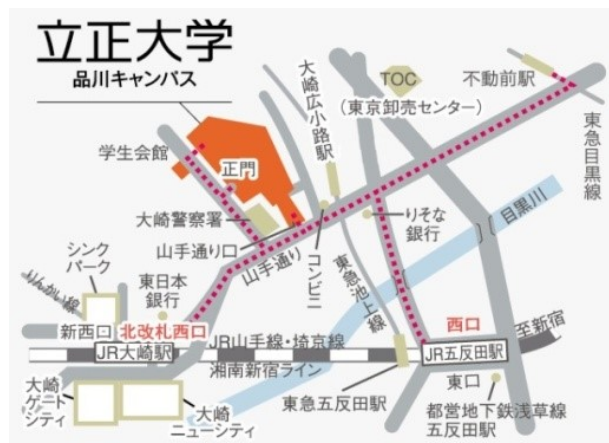 立正大学
品川キャンパス
学生会館
正門
大崎広小路駅
TOC
(東京卸売センター)
不動前駅
東急目黒線
大崎警察署
山手通り口
山手通り
コンビニ
りそな
銀行
目黒川
東急池上線
シンク
パーク
りんかい線
東日本
銀行
新西口
北改札西口
JR大崎駅
JR山手線・埼京線
湘南新宿ライン
西口
至新宿
JR五反田駅
東口
大崎
ゲート
シティ
大崎
ニューシティ
東急五反田駅
都営地下鉄浅草線
五反田駅